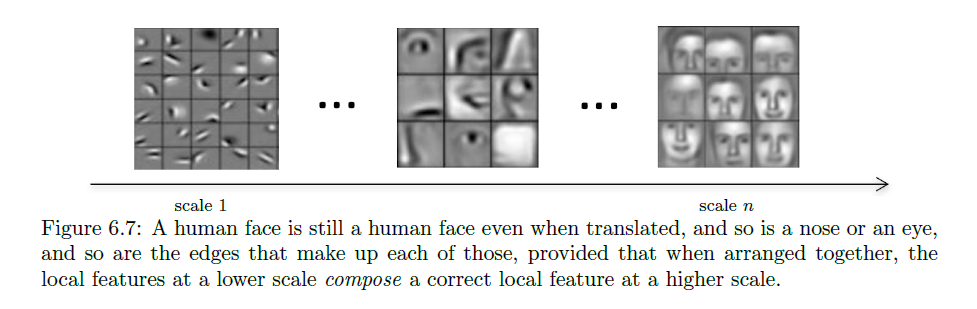 scale 1
scale n
Figure 6.7: A human face is still a human face even when translated, and so is a nose or an eye,
and so are the edges that make up each of those, provided that when arranged together, the
local features at a lower scale compose a correct local feature at a higher scale.